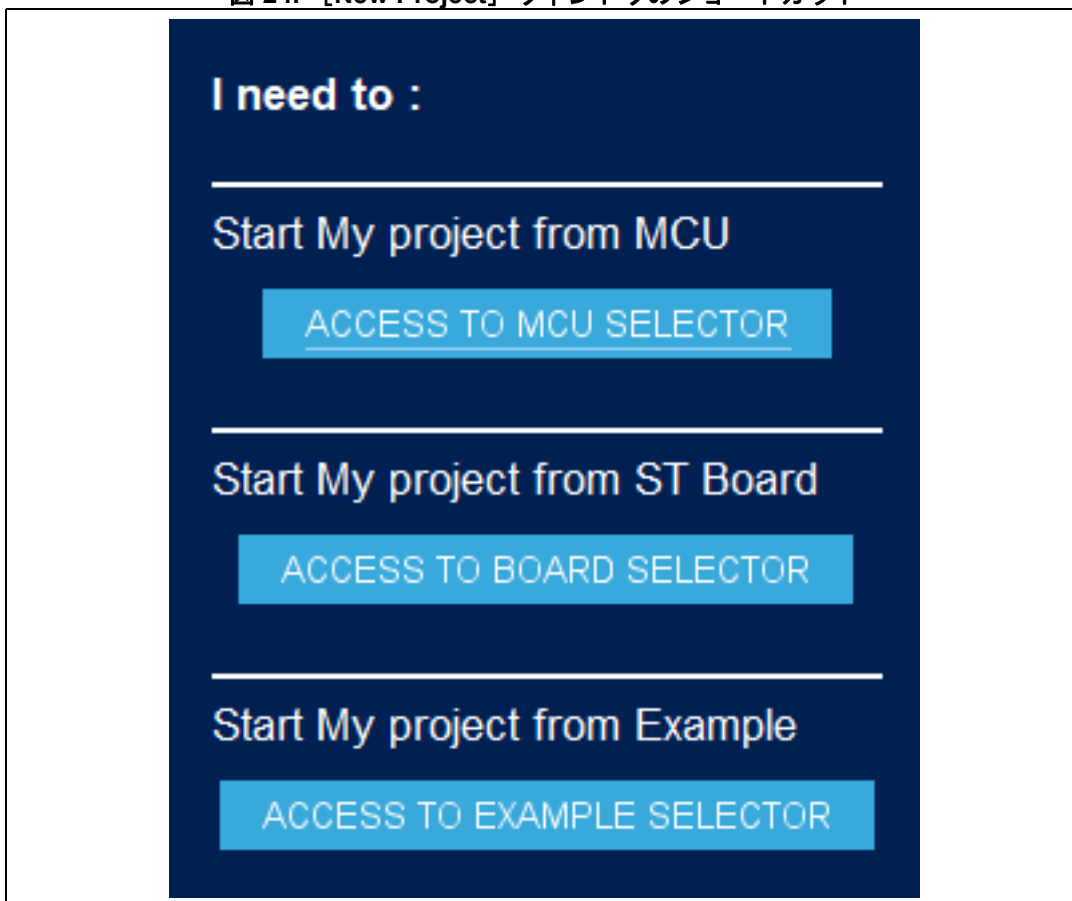 I need to :
Start My project from MCU
ACCESS TO MCU SELECTOR
Start My project from ST Board
ACCESS TO BOARD SELECTOR
Start My project from Example
ACCESS TO EXAMPLE SELECTOR